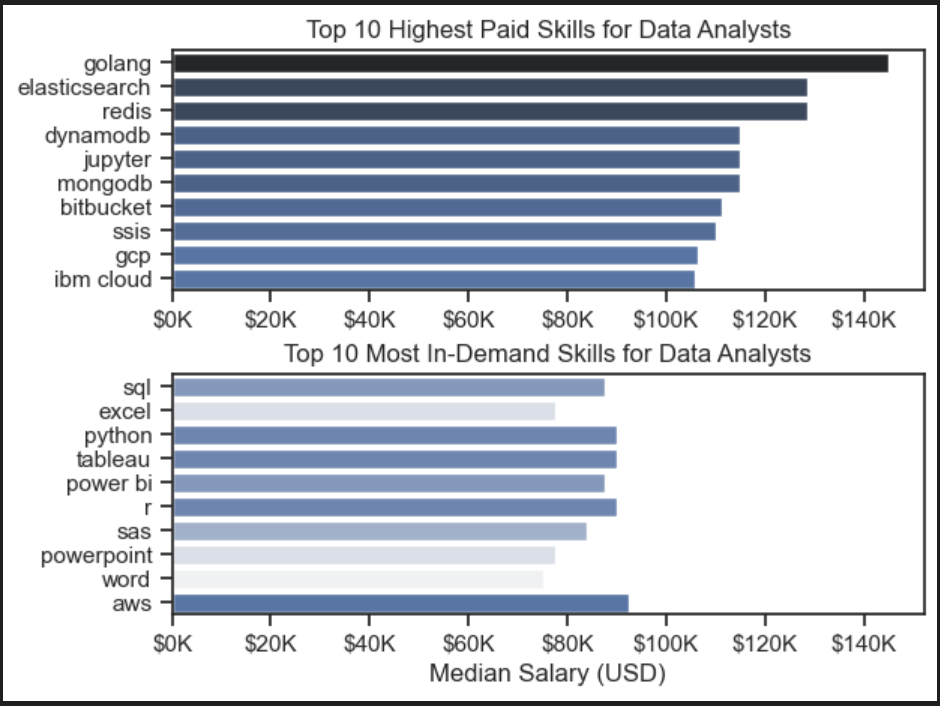 Top 10 Highest Paid Skills for Data Analysts
golang
elasticsearch
redis
dynamodb
jupyter
mongodb
bitbucket
ssis
gcp
ibm cloud
$0K $20K $40K $60K $80K $100K $120K $140K
Top 10 Most In-Demand Skills for Data Analysts
sql
excel
python
tableau
power bi
r
sas
powerpoint
word
aws
$0K $20K $40K $60K $80K $100K $120K $140K
Median Salary (USD)